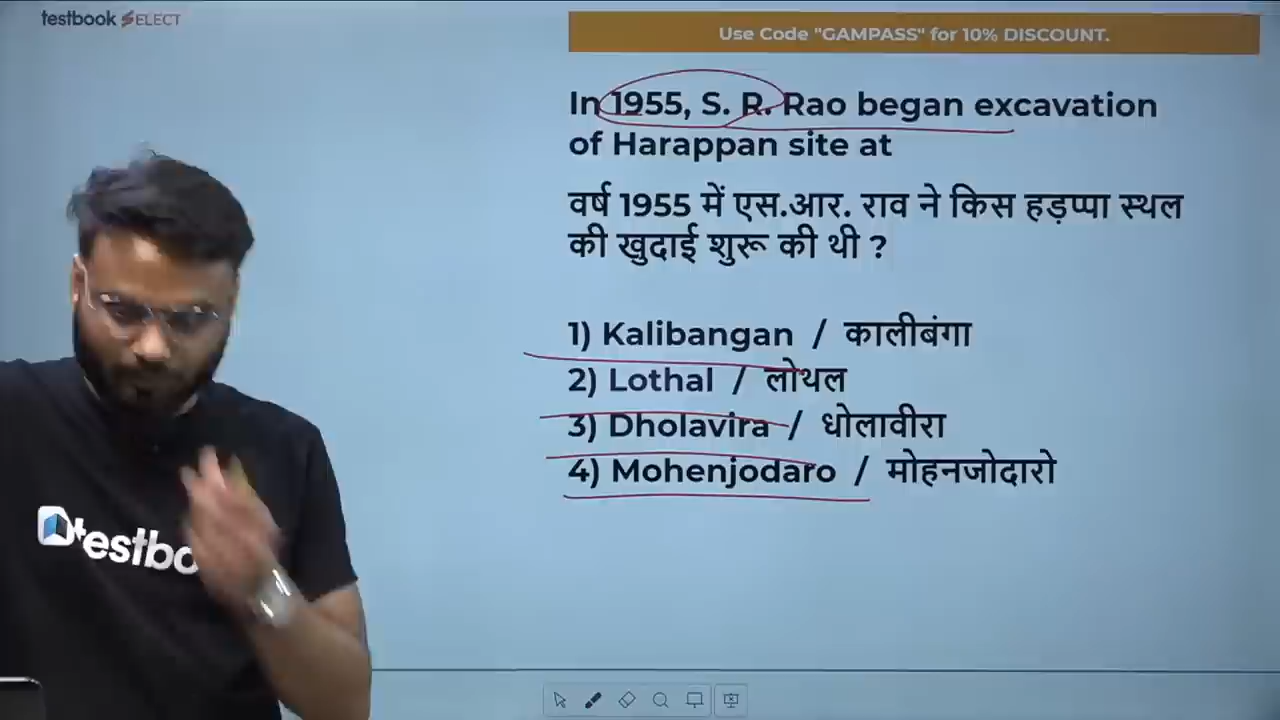 testbook SELECT
Use Code "GAMPASS" for 10% DISCOUNT.
In 1955, S. R. Rao began excavation
of Harappan site at
वर्ष 1955 में एस.आर. राव ने किस हड़प्पा स्थल
की खुदाई शुरू की थी ?
1) Kalibangan / कालीबंगा
2) Lothal / लोथल
3) Dholavira / धोलावीरा
4) Mohenjodaro / मोहनजोदारो